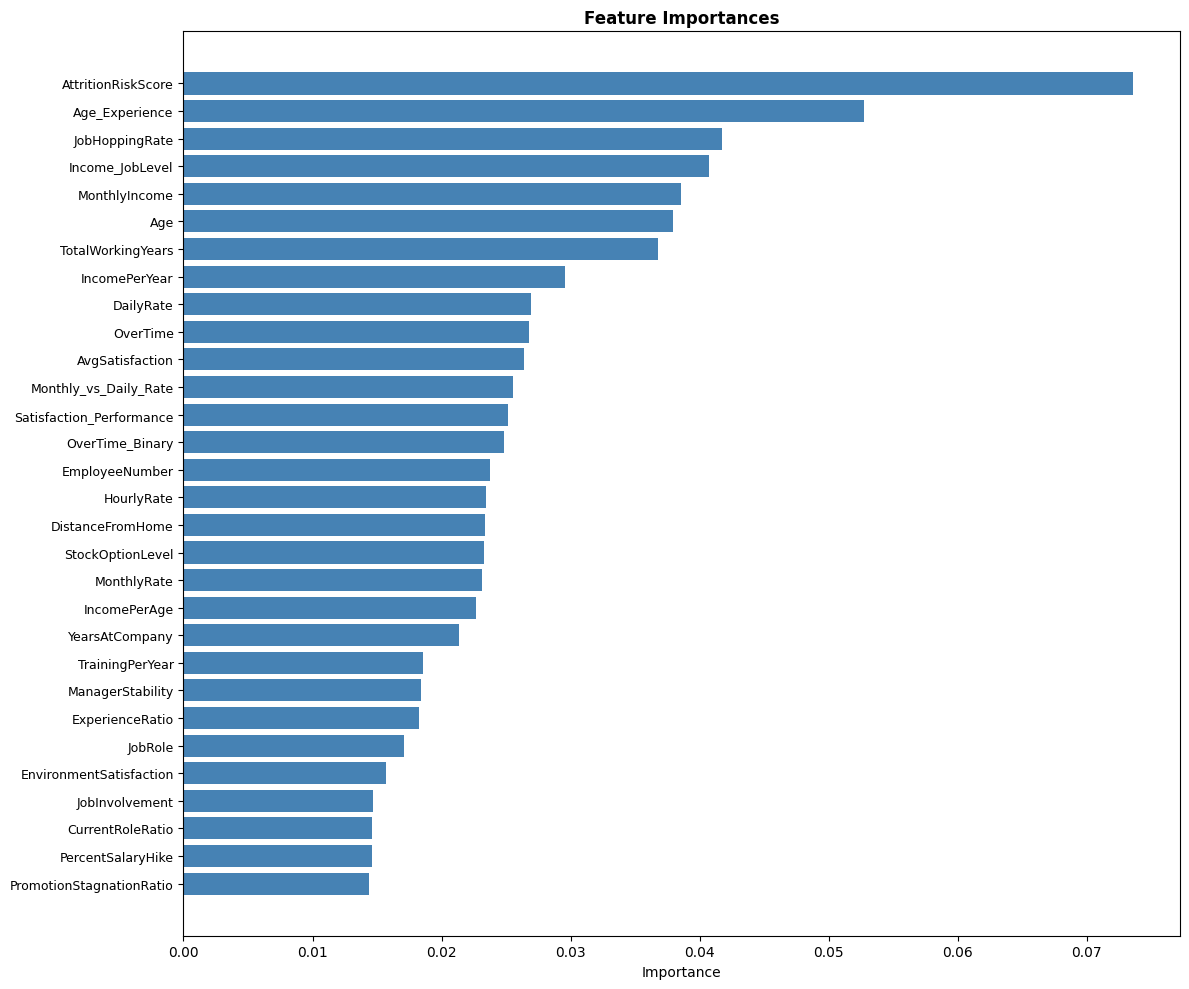 Feature Importances
AttritionRiskScore
Age_Experience
JobHoppingRate
Income_JobLevel
MonthlyIncome
Age
TotalWorkingYears
IncomePerYear
DailyRate
OverTime
AvgSatisfaction
Monthly_vs_Daily_Rate
Satisfaction_Performance
OverTime_Binary
EmployeeNumber
HourlyRate
DistanceFromHome
StockOptionLevel
MonthlyRate
IncomePerAge
YearsAtCompany
TrainingPerYear
ManagerStability
ExperienceRatio
JobRole
EnvironmentSatisfaction
JobInvolvement
CurrentRoleRatio
PercentSalaryHike
PromotionStagnationRatio
0.00 0.01 0.02 0.03 0.04 0.05 0.06 0.07
Importance